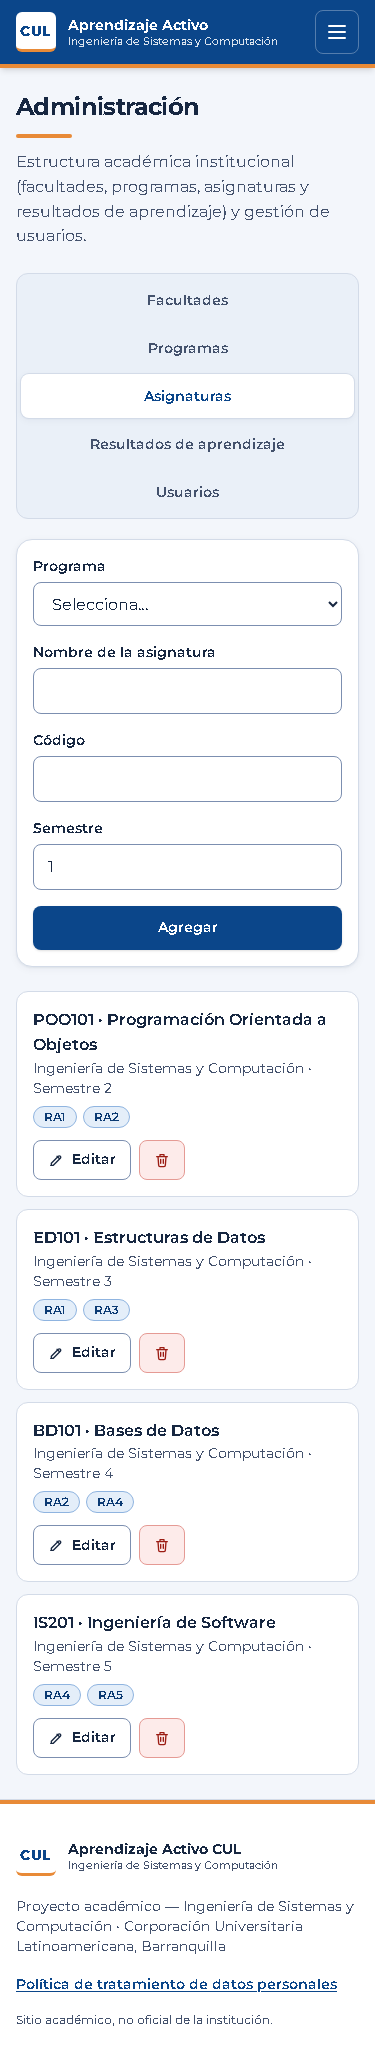 CUL
Aprendizaje Activo
Ingeniería de Sistemas y Computación
Administración
Estructura académica institucional
(facultades, programas, asignaturas y
resultados de aprendizaje) y gestión de
usuarios.
Facultades
Programas
Asignaturas
Resultados de aprendizaje
Usuarios
Programa
Selecciona...
Nombre de la asignatura
Código
Semestre
1
Agregar
POO101 · Programación Orientada a
Objetos
Ingeniería de Sistemas y Computación ·
Semestre 2
RA1 RA2
Editar
ED101 · Estructuras de Datos
Ingeniería de Sistemas y Computación ·
Semestre 3
RA1 RA3
Editar
BD101 · Bases de Datos
Ingeniería de Sistemas y Computación ·
Semestre 4
RA2 RA4
Editar
IS201 · Ingeniería de Software
Ingeniería de Sistemas y Computación ·
Semestre 5
RA4 RA5
Editar
CUL
Aprendizaje Activo CUL
Ingeniería de Sistemas y Computación
Proyecto académico — Ingeniería de Sistemas y
Computación · Corporación Universitaria
Latinoamericana, Barranquilla
Política de tratamiento de datos personales
Sitio académico, no oficial de la institución.